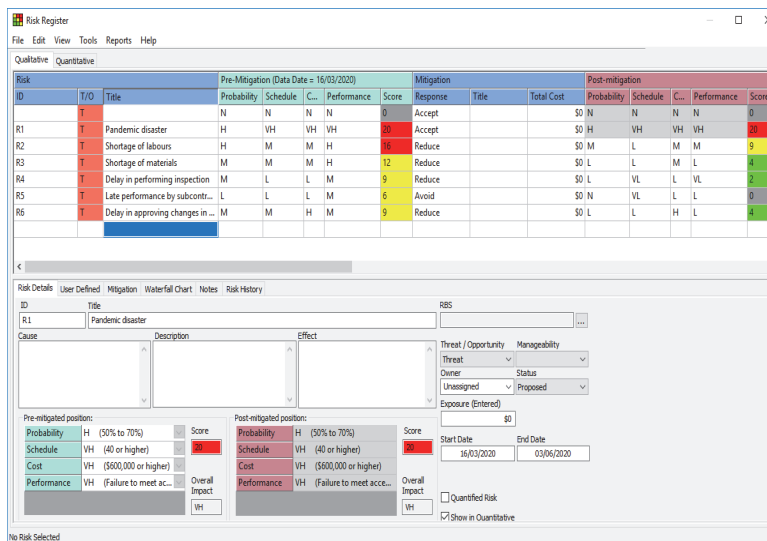 Risk Register
File Edit View Tools Reports Help
Qualitative Quantitative
Risk Pre-Mitigation (Data Date = 16/03/2020) Mitigation Post-mitigation
ID T/O Title Probability Schedule C... Performance Score Response Title Total Cost Probability Schedule C... Performance Score
T N N N N 0 Accept $0 N N N N 0
R1 T Pandemic disaster H VH VH VH 20 Accept $0 H VH VH VH 20
R2 T Shortage of labours H M M H 16 Reduce $0 M L M M 9
R3 T Shortage of materials M M M H 12 Reduce $0 L L M L 4
R4 T Delay in performing inspection M L L M 9 Reduce $0 L VL L VL 2
R5 T Late performance by subcontr... L L L M 6 Avoid $0 N VL L L 0
R6 T Delay in approving changes in ... M M H M 9 Reduce $0 L L H L 4
Risk Details User Defined Mitigation Waterfall Chart Notes Risk History
ID Title RBS
R1 Pandemic disaster ...
Cause Description Effect
Threat / Opportunity Manageability
Threat
Owner Status
Unassigned Proposed
Exposure (Entered)
$0
Pre-mitigated position: Post-mitigated position:
Probability H (50% to 70%) Score Probability H (50% to 70%) Score
Schedule VH (40 or higher) 20 Schedule VH (40 or higher) 20
Cost VH ($600,000 or higher) Cost VH ($600,000 or higher)
Performance VH (Failure to meet acc... Overall Impact Performance VH (Failure to meet acce... Overall Impact
VH VH
Start Date End Date
16/03/2020 03/06/2020
Quantified Risk
Show in Quantitative
No Risk Selected